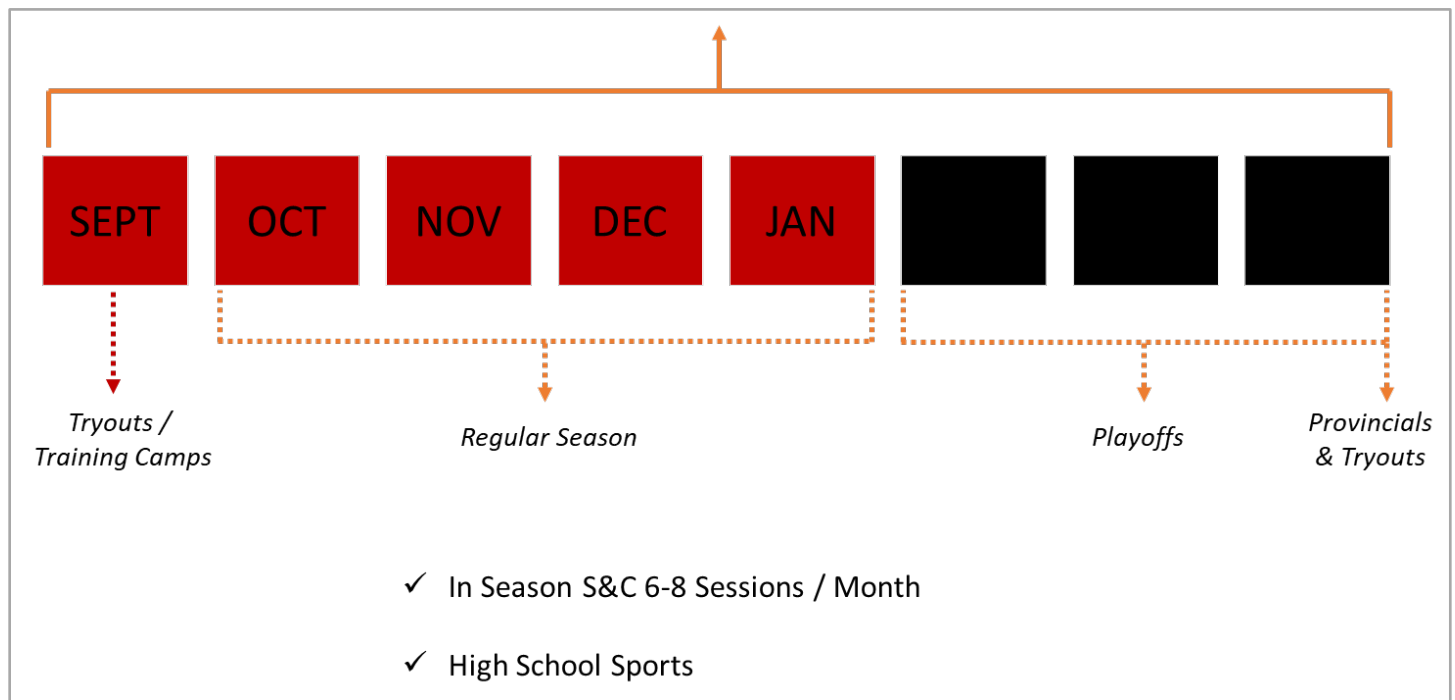 SEPT
OCT
NOV
DEC
JAN
Tryouts /
Training Camps
Regular Season
Playoffs
Provincials
& Tryouts
✓ In Season S&C 6-8 Sessions / Month
✓ High School Sports